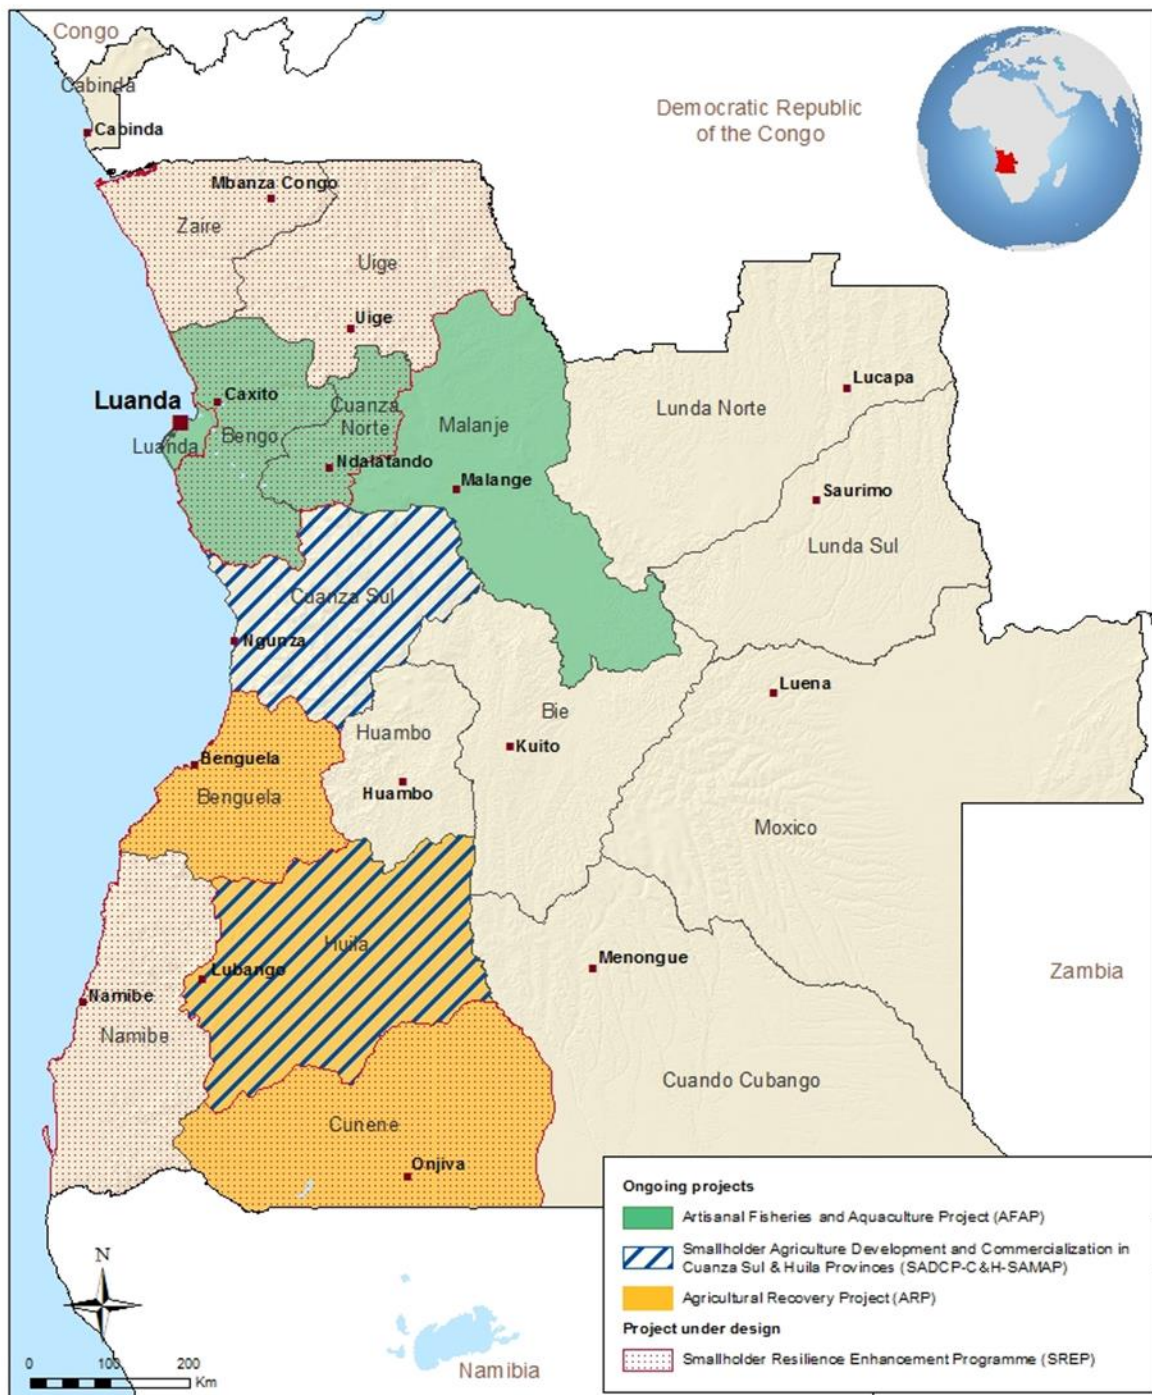 Congo
Cabinda
Cabinda
Democratic Republic
of the Congo
Mbanza Congo
Zaire
Uige
Uige
Luanda
Caxito
Cuanza
Norte
Malanje
Lunda Norte
Lucapa
Luanda
Bengo
Ndalatando
Malange
Saurimo
Lunda Sul
Cuanza Sul
Ngunza
Luena
Huambo
Bie
Kuito
Benguela
Benguela
Huambo
Moxico
Huila
Lubango
Menongue
Zambia
Namibe
Namibe
Cuando Cubango
Cunene
Onjiva
Ongoing projects
Artisanal Fisheries and Aquaculture Project (AFAP)
Smallholder Agriculture Development and Commercialization in
Cuanza Sul & Huila Provinces (SADCP-C&H-SAMAP)
Agricultural Recovery Project (ARP)
Project under design
Smallholder Resilience Enhancement Programme (SREP)
N
0 100 200
Km
Namibia